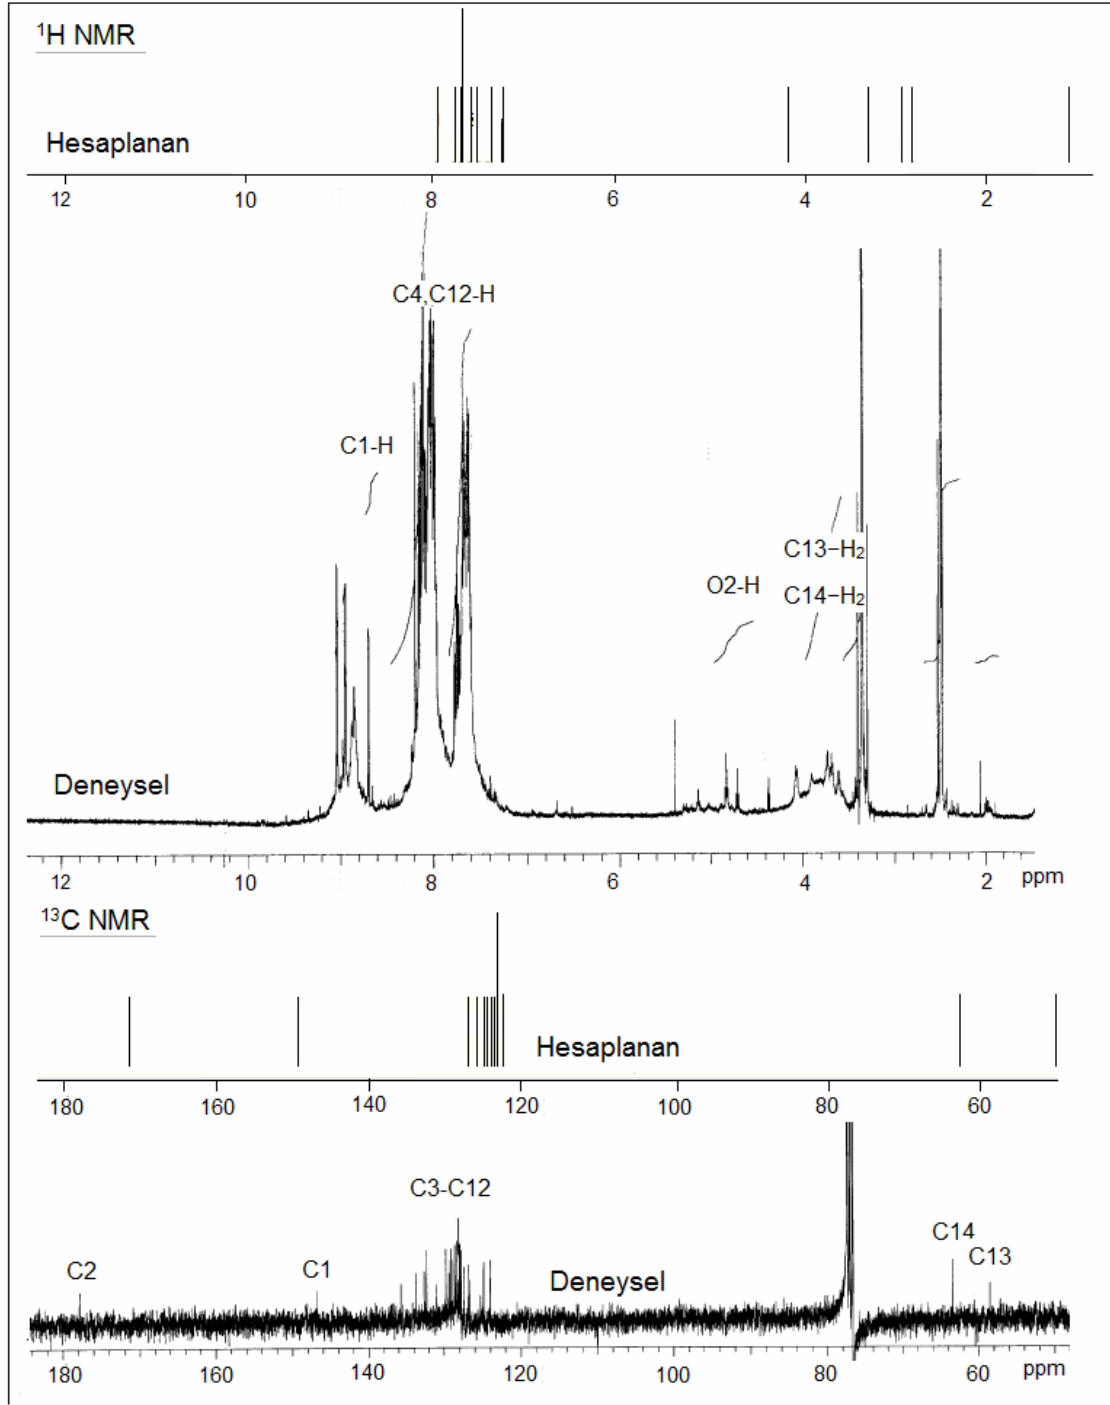 ¹H NMR
Hesaplanan
12 10 8 6 4 2
C4,C12-H
C1-H
C13-H₂
O2-H C14-H₂
Deneysel
12 10 8 6 4 2 ppm
¹³C NMR
Hesaplanan
180 160 140 120 100 80 60
C3-C12
C14
C2 C1 Deneysel C13
180 160 140 120 100 80 60 ppm